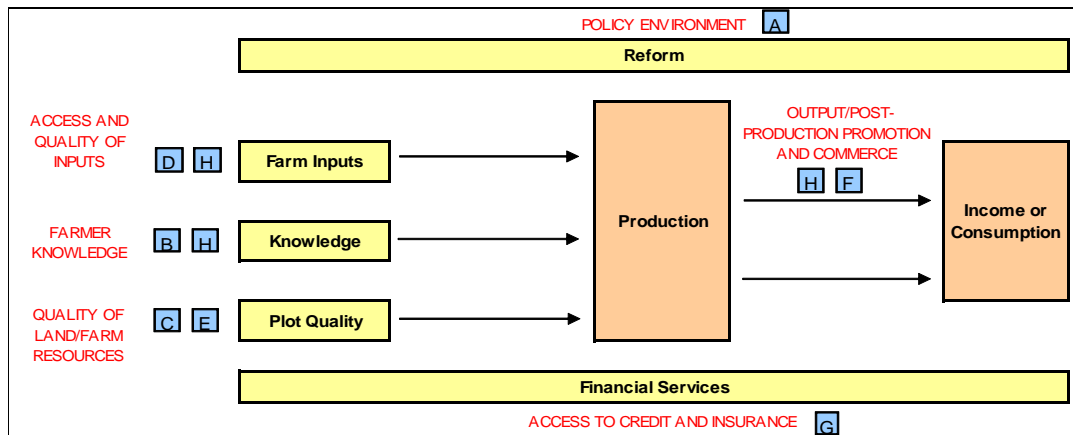 POLICY ENVIRONMENT A
Reform
ACCESS AND
QUALITY OF
INPUTS
D H
Farm Inputs
FARMER
KNOWLEDGE
B H
Knowledge
QUALITY OF
LAND/FARM
RESOURCES
C E
Plot Quality
Production
OUTPUT/POST-
PRODUCTION PROMOTION
AND COMMERCE
H F
Income or
Consumption
Financial Services
ACCESS TO CREDIT AND INSURANCE G